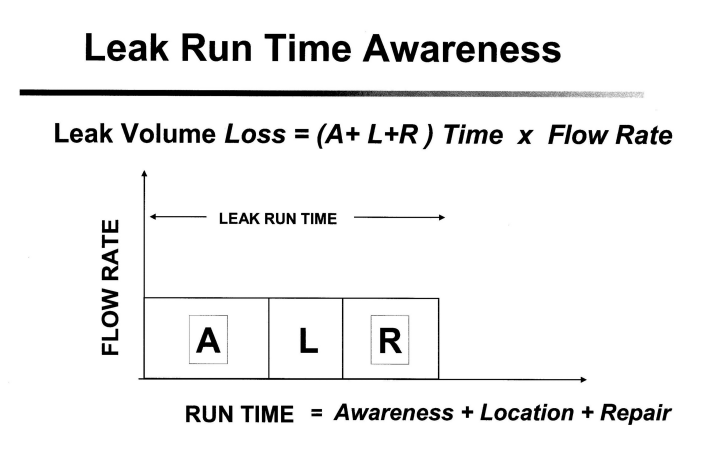 Leak Run Time Awareness
Leak Volume Loss = (A+ L+R ) Time x Flow Rate
LEAK RUN TIME
FLOW RATE
A L R
RUN TIME = Awareness + Location + Repair